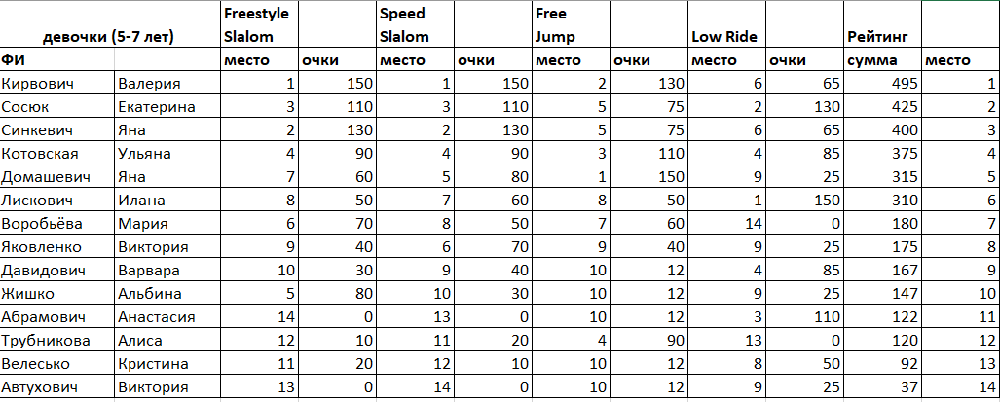 девочки (5-7 лет) Freestyle Slalom Speed Slalom Free Jump Low Ride Рейтинг
ФИ место очки место очки место очки место очки сумма место
Кирвович Валерия 1 150 1 150 2 130 6 65 495 1
Сосюк Екатерина 3 110 3 110 5 75 2 130 425 2
Синкевич Яна 2 130 2 130 5 75 6 65 400 3
Котовская Ульяна 4 90 4 90 3 110 4 85 375 4
Домашевич Яна 7 60 5 80 1 150 9 25 315 5
Лискович Илана 8 50 7 60 8 50 1 150 310 6
Воробьёва Мария 6 70 8 50 7 60 14 0 180 7
Яковленко Виктория 9 40 6 70 9 40 9 25 175 8
Давидович Варвара 10 30 9 40 10 12 4 85 167 9
Жишко Альбина 5 80 10 30 10 12 9 25 147 10
Абрамович Анастасия 14 0 13 0 10 12 3 110 122 11
Трубникова Алиса 12 10 11 20 4 90 13 0 120 12
Велесько Кристина 11 20 12 10 10 12 8 50 92 13
Автухович Виктория 13 0 14 0 10 12 9 25 37 14